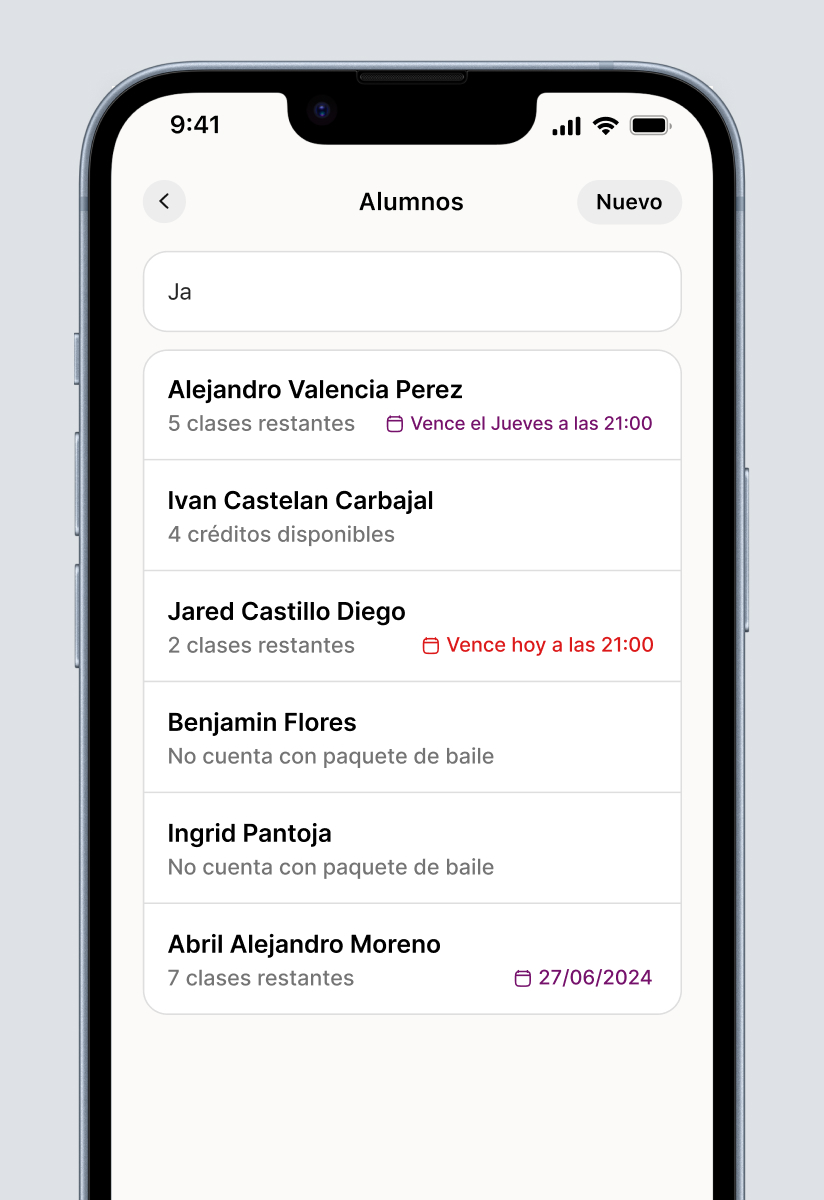 9:41
Alumnos
Nuevo
Ja
Alejandro Valencia Perez
5 clases restantes
Vence el Jueves a las 21:00
Ivan Castelan Carbajal
4 créditos disponibles
Jared Castillo Diego
2 clases restantes
Vence hoy a las 21:00
Benjamin Flores
No cuenta con paquete de baile
Ingrid Pantoja
No cuenta con paquete de baile
Abril Alejandro Moreno
7 clases restantes
27/06/2024